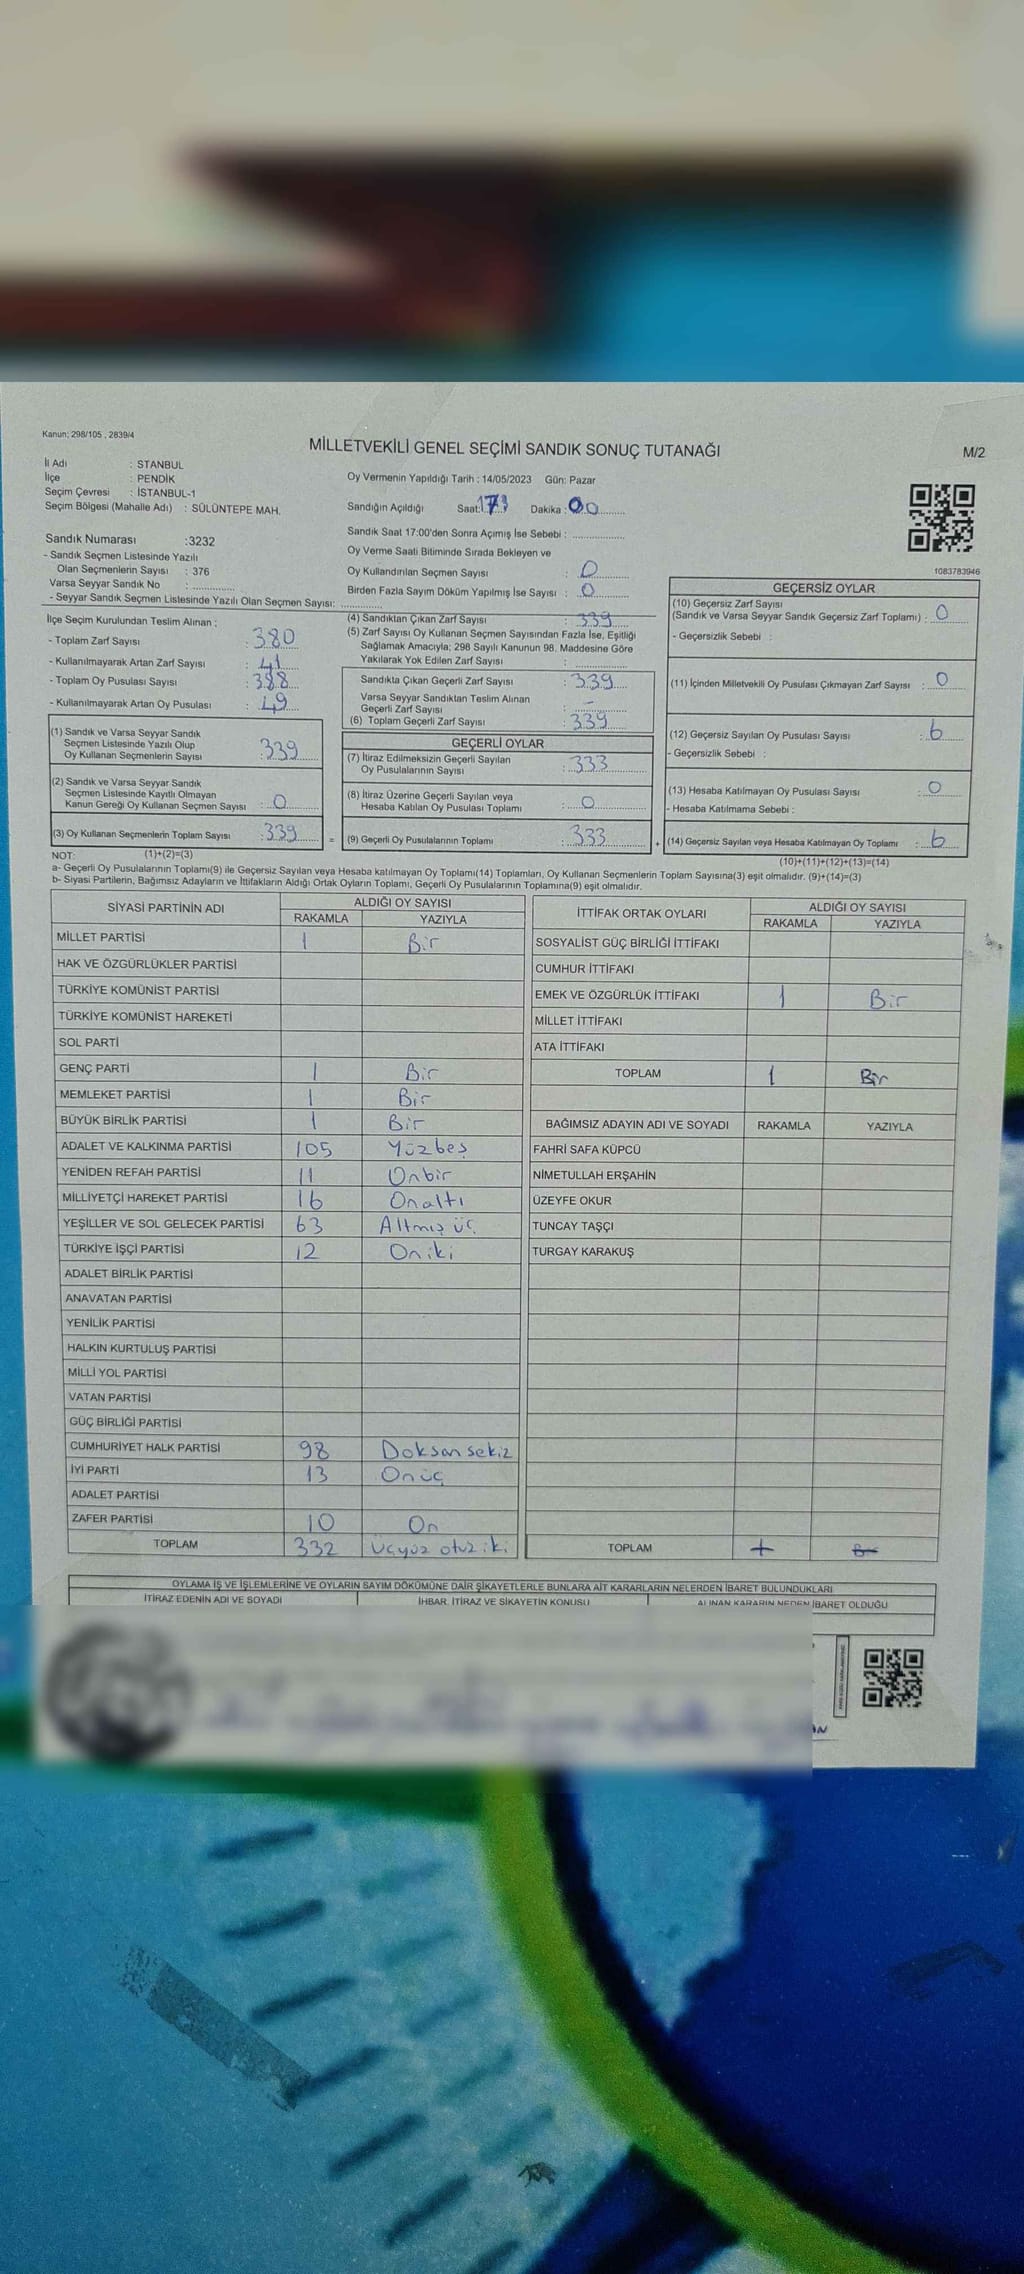 Kanun: 298/105 , 2839/4
MİLLETVEKİLİ GENEL SEÇİMİ SANDIK SONUÇ TUTANAĞI
M/2
İl Adı : STANBUL
İlçe : PENDİK
Seçim Çevresi : İSTANBUL-1
Seçim Bölgesi (Mahalle Adı) : SÜLÜNTEPE MAH.
Oy Vermenin Yapıldığı Tarih : 14/05/2023 Gün: Pazar
Sandığın Açıldığı Saat: 17 Dakika : 00
Sandık Saat 17:00'den Sonra Açımış İse Sebebi :
Oy Verme Saati Bitiminde Sırada Bekleyen ve
Oy Kullandırılan Seçmen Sayısı : 0
Birden Fazla Sayım Döküm Yapılmış İse Sayısı : 0
1083783946
Sandık Numarası :3232
- Sandık Seçmen Listesinde Yazılı
Olan Seçmenlerin Sayısı : 376
Varsa Seyyar Sandık No :
- Seyyar Sandık Seçmen Listesinde Yazılı Olan Seçmen Sayısı:
İlçe Seçim Kurulundan Teslim Alınan ;
- Toplam Zarf Sayısı : 380
- Kullanılmayarak Artan Zarf Sayısı : 41
- Toplam Oy Pusulası Sayısı : 388
- Kullanılmayarak Artan Oy Pusulası : 49
(1) Sandık ve Varsa Seyyar Sandık
Seçmen Listesinde Yazılı Olup
Oy Kullanan Seçmenlerin Sayısı : 339
(2) Sandık ve Varsa Seyyar Sandık
Seçmen Listesinde Kayıtlı Olmayan
Kanun Gereği Oy Kullanan Seçmen Sayısı : 0
(3) Oy Kullanan Seçmenlerin Toplam Sayısı : 339
(4) Sandıktan Çıkan Zarf Sayısı : 339
(5) Zarf Sayısı Oy Kullanan Seçmen Sayısından Fazla İse, Eşitliği
Sağlamak Amacıyla; 298 Sayılı Kanunun 98. Maddesine Göre
Yakılarak Yok Edilen Zarf Sayısı :
Sandıkta Çıkan Geçerli Zarf Sayısı : 339
Varsa Seyyar Sandıktan Teslim Alınan
Geçerli Zarf Sayısı : -
(6) Toplam Geçerli Zarf Sayısı : 339
GEÇERLİ OYLAR
(7) İtiraz Edilmeksizin Geçerli Sayılan
Oy Pusulalarının Sayısı : 333
(8) İtiraz Üzerine Geçerli Sayılan veya
Hesaba Katılan Oy Pusulası Toplamı : 0
= (9) Geçerli Oy Pusulalarının Toplamı : 333
GEÇERSİZ OYLAR
(10) Geçersiz Zarf Sayısı
(Sandık ve Varsa Seyyar Sandık Geçersiz Zarf Toplamı) : 0
- Geçersizlik Sebebi :
(11) İçinden Milletvekili Oy Pusulası Çıkmayan Zarf Sayısı : 0
(12) Geçersiz Sayılan Oy Pusulası Sayısı : 6
- Geçersizlik Sebebi :
(13) Hesaba Katılmayan Oy Pusulası Sayısı : 0
- Hesaba Katılmama Sebebi :
+ (14) Geçersiz Sayılan veya Hesaba Katılmayan Oy Toplamı : 6
NOT: (1)+(2)=(3)
(10)+(11)+(12)+(13)=(14)
a- Geçerli Oy Pusulalarının Toplamı(9) ile Geçersiz Sayılan veya Hesaba katılmayan Oy Toplamı(14) Toplamları, Oy Kullanan Seçmenlerin Toplam Sayısına(3) eşit olmalıdır. (9)+(14)=(3)
b- Siyasi Partilerin, Bağımsız Adayların ve İttifakların Aldığı Ortak Oyların Toplamı, Geçerli Oy Pusulalarının Toplamına(9) eşit olmalıdır.
SİYASİ PARTİNİN ADI ALDIĞI OY SAYISI
RAKAMLA YAZIYLA
MİLLET PARTİSİ 1 Bir
HAK VE ÖZGÜRLÜKLER PARTİSİ
TÜRKİYE KOMÜNİST PARTİSİ
TÜRKİYE KOMÜNİST HAREKETİ
SOL PARTİ
GENÇ PARTİ 1 Bir
MEMLEKET PARTİSİ 1 Bir
BÜYÜK BİRLİK PARTİSİ 1 Bir
ADALET VE KALKINMA PARTİSİ 105 Yüzbeş
YENİDEN REFAH PARTİSİ 11 Onbir
MİLLİYETÇİ HAREKET PARTİSİ 16 Onaltı
YEŞİLLER VE SOL GELECEK PARTİSİ 63 Altmış üç
TÜRKİYE İŞÇİ PARTİSİ 12 Oniki
ADALET BİRLİK PARTİSİ
ANAVATAN PARTİSİ
YENİLİK PARTİSİ
HALKIN KURTULUŞ PARTİSİ
MİLLİ YOL PARTİSİ
VATAN PARTİSİ
GÜÇ BİRLİĞİ PARTİSİ
CUMHURİYET HALK PARTİSİ 98 Doksan sekiz
İYİ PARTİ 13 Onüç
ADALET PARTİSİ
ZAFER PARTİSİ 10 On
TOPLAM 332 Üçyüz otuz iki
İTTİFAK ORTAK OYLARI ALDIĞI OY SAYISI
RAKAMLA YAZIYLA
SOSYALİST GÜÇ BİRLİĞİ İTTİFAKI
CUMHUR İTTİFAKI
EMEK VE ÖZGÜRLÜK İTTİFAKI 1 Bir
MİLLET İTTİFAKI
ATA İTTİFAKI
TOPLAM 1 Bir
BAĞIMSIZ ADAYIN ADI VE SOYADI RAKAMLA YAZIYLA
FAHRİ SAFA KÜPCÜ
NİMETULLAH ERŞAHİN
ÜZEYFE OKUR
TUNCAY TAŞÇI
TURGAY KARAKUŞ
TOPLAM
OYLAMA İŞ VE İŞLEMLERİNE VE OYLARIN SAYIM DÖKÜMÜNE DAİR ŞİKAYETLERLE BUNLARA AİT KARARLARIN NELERDEN İBARET BULUNDUKLARI
İTİRAZ EDENİN ADI VE SOYADI İHBAR, İTİRAZ VE ŞİKAYETİN KONUSU ALINAN KARARIN NEDEN İBARET OLDUĞU